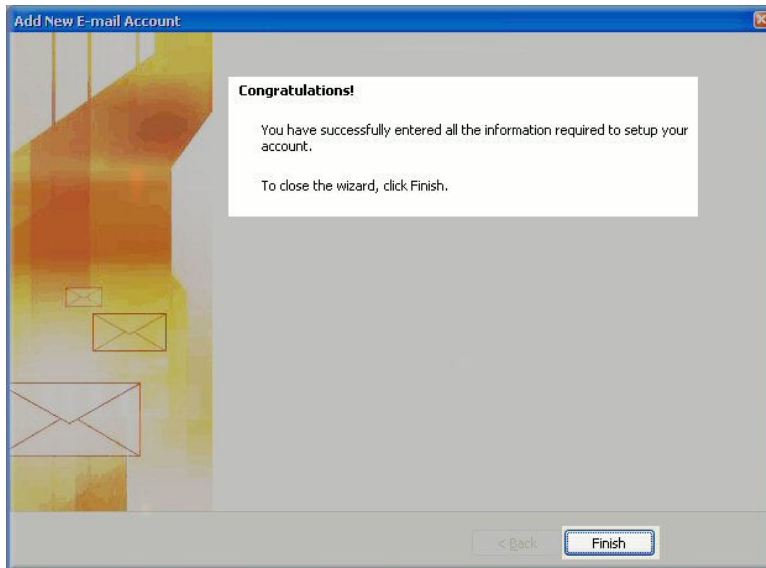 Add New E-mail Account
Congratulations!
You have successfully entered all the information required to setup your
account.
To close the wizard, click Finish.
< Back
Finish